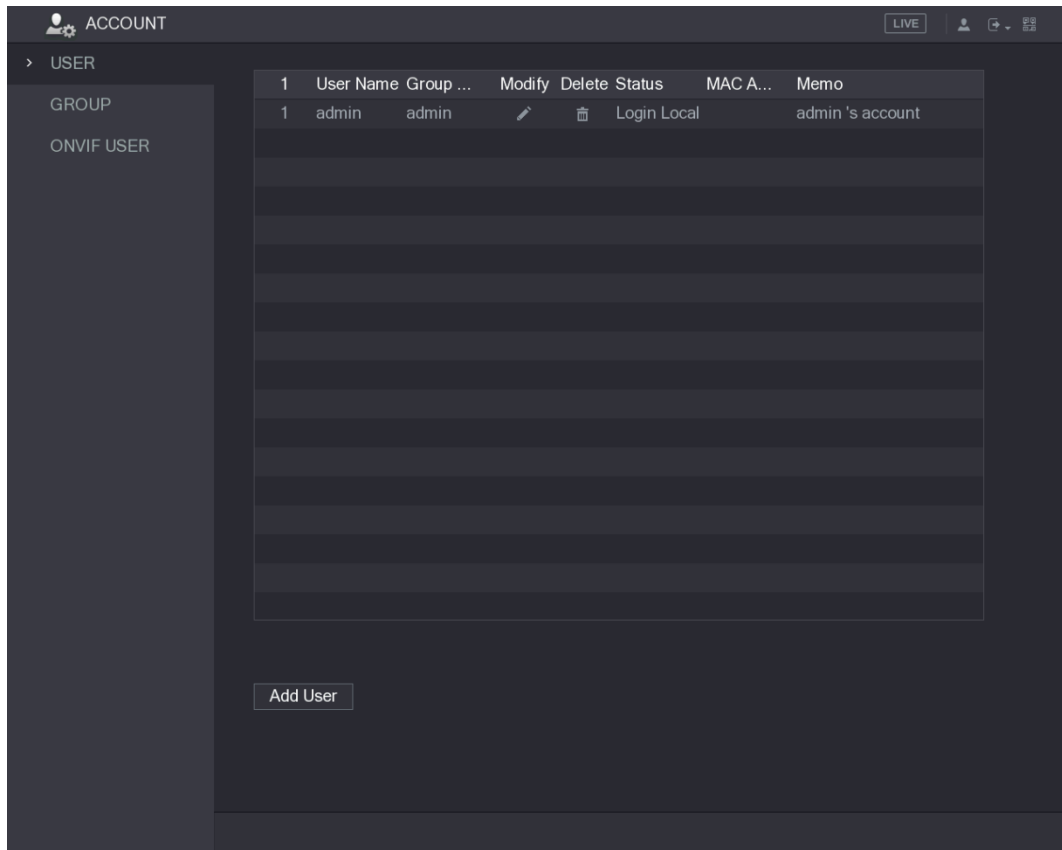 ACCOUNT
LIVE
USER
GROUP
ONVIF USER
1 User Name Group ... Modify Delete Status MAC A... Memo
1 admin admin Login Local admin 's account
Add User